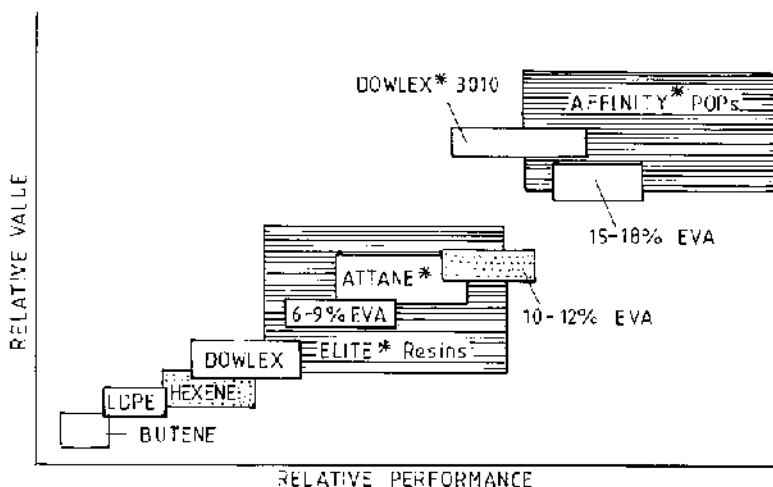 DOWLEX* 3010
AFFINITY* POPs
15-18% EVA
ATTANE*
6-9% EVA
10-12% EVA
ELITE* Resins
DOWLEX
HEXENE
LDPE
BUTENE
RELATIVE VALUE
RELATIVE PERFORMANCE